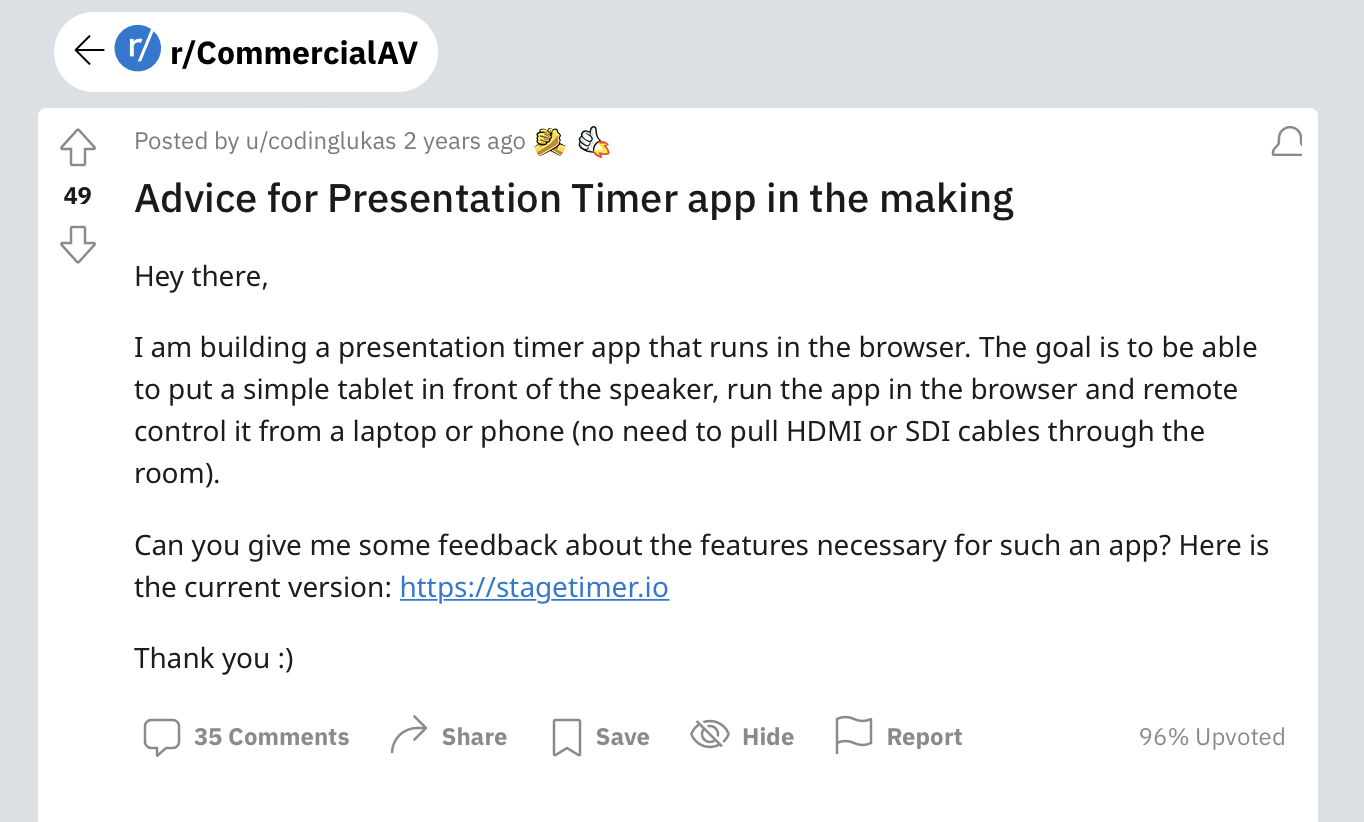 r/ r/CommercialAV
Posted by u/codinglukas 2 years ago
49
Advice for Presentation Timer app in the making
Hey there,
I am building a presentation timer app that runs in the browser. The goal is to be able
to put a simple tablet in front of the speaker, run the app in the browser and remote
control it from a laptop or phone (no need to pull HDMI or SDI cables through the
room).
Can you give me some feedback about the features necessary for such an app? Here is
the current version: https://stagetimer.io
Thank you :)
35 Comments Share Save Hide Report 96% Upvoted